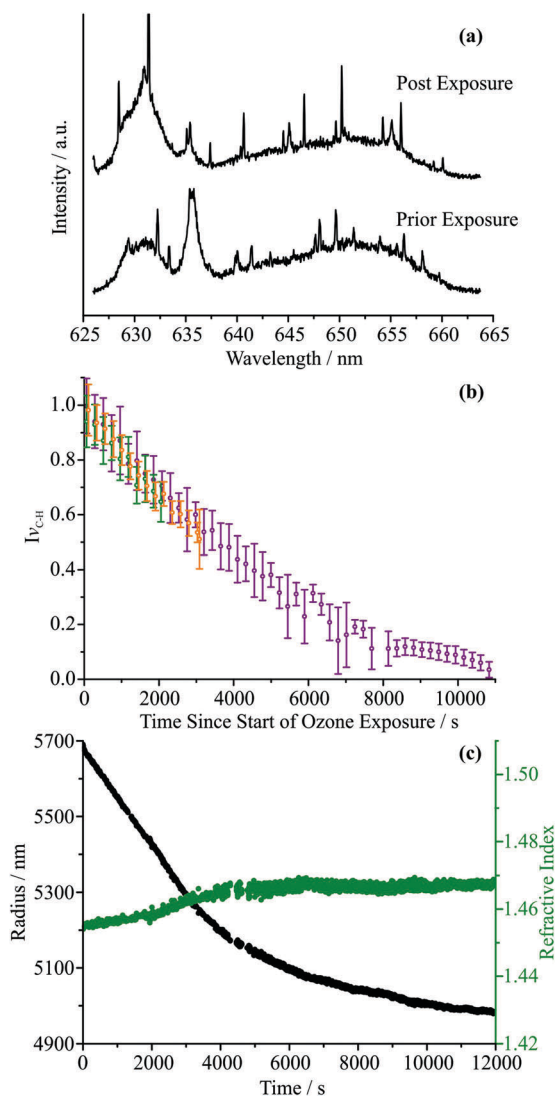 (a)
Post Exposure
Prior Exposure
Intensity / a.u.
625 630 635 640 645 650 655 660 665
Wavelength / nm
(b)
1.0
0.8
0.6
0.4
0.2
0.0
IνC-H
0 2000 4000 6000 8000 10000
Time Since Start of Ozone Exposure / s
(c)
5700
5500
5300
5100
4900
Radius / nm
1.50
1.48
1.46
1.44
1.42
Refractive Index
0 2000 4000 6000 8000 10000 12000
Time / s